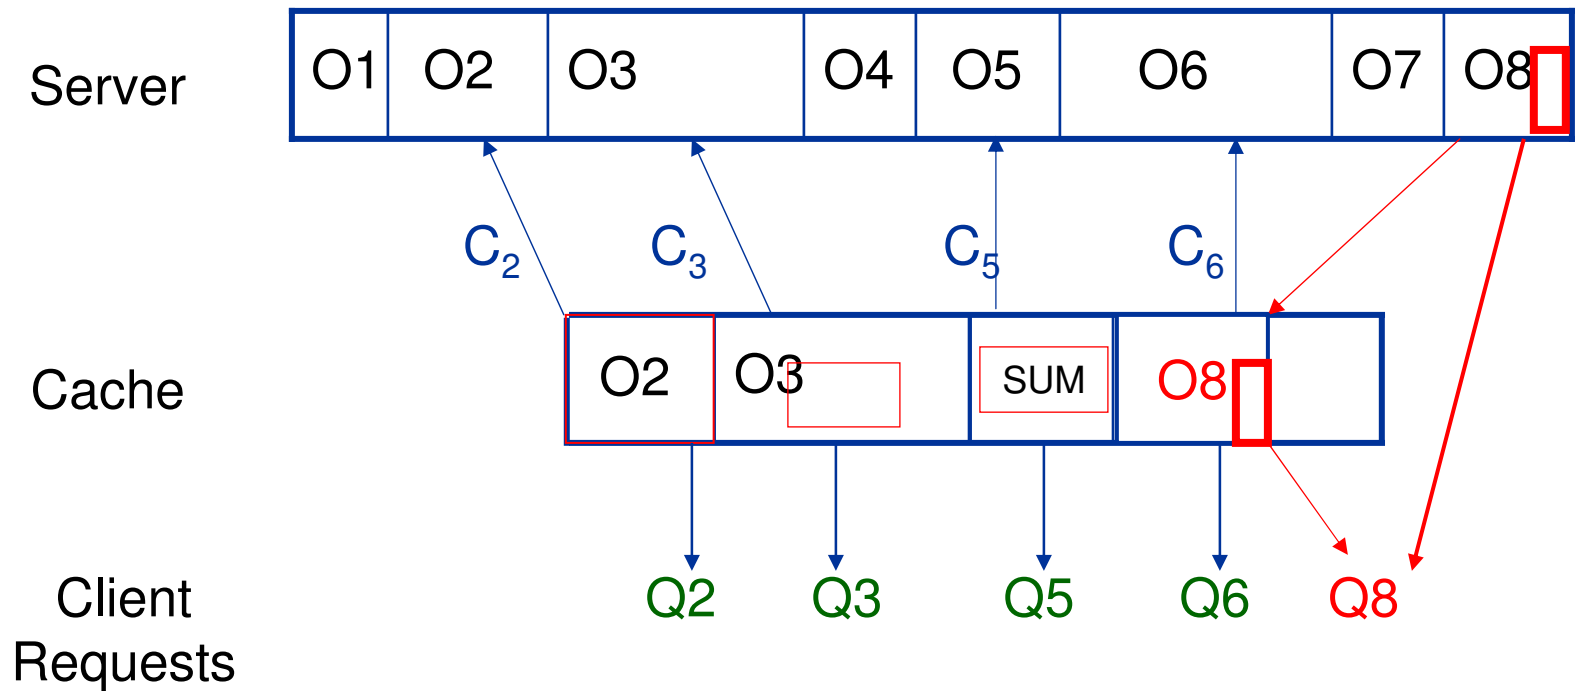 Server
O1 O2 O3 O4 O5 O6 O7 O8
C2 C3 C5 C6
Cache
O2 O3 SUM O8
Client
Requests
Q2 Q3 Q5 Q6 Q8